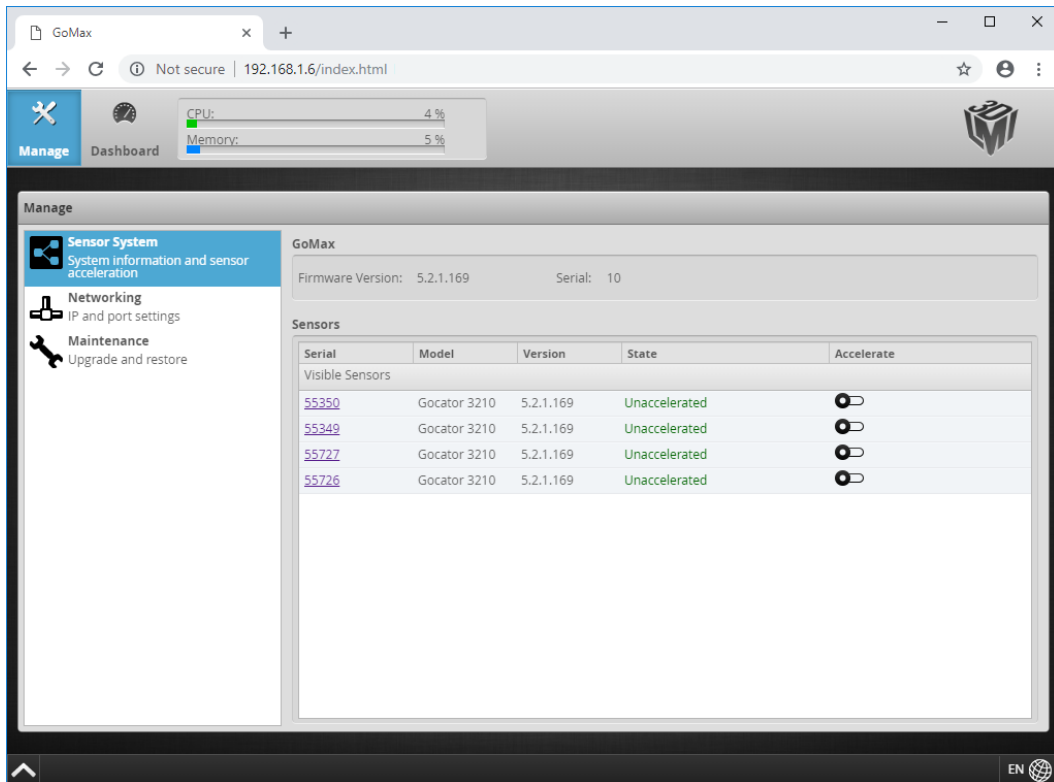 GoMax
Not secure | 192.168.1.6/index.html
Manage
Dashboard
CPU: 4 %
Memory: 5 %
3D
LMI
Manage
Sensor System
System information and sensor
acceleration
Networking
IP and port settings
Maintenance
Upgrade and restore
GoMax
Firmware Version: 5.2.1.169 Serial: 10
Sensors
Serial Model Version State Accelerate
Visible Sensors
55350 Gocator 3210 5.2.1.169 Unaccelerated
55349 Gocator 3210 5.2.1.169 Unaccelerated
55727 Gocator 3210 5.2.1.169 Unaccelerated
55726 Gocator 3210 5.2.1.169 Unaccelerated
EN